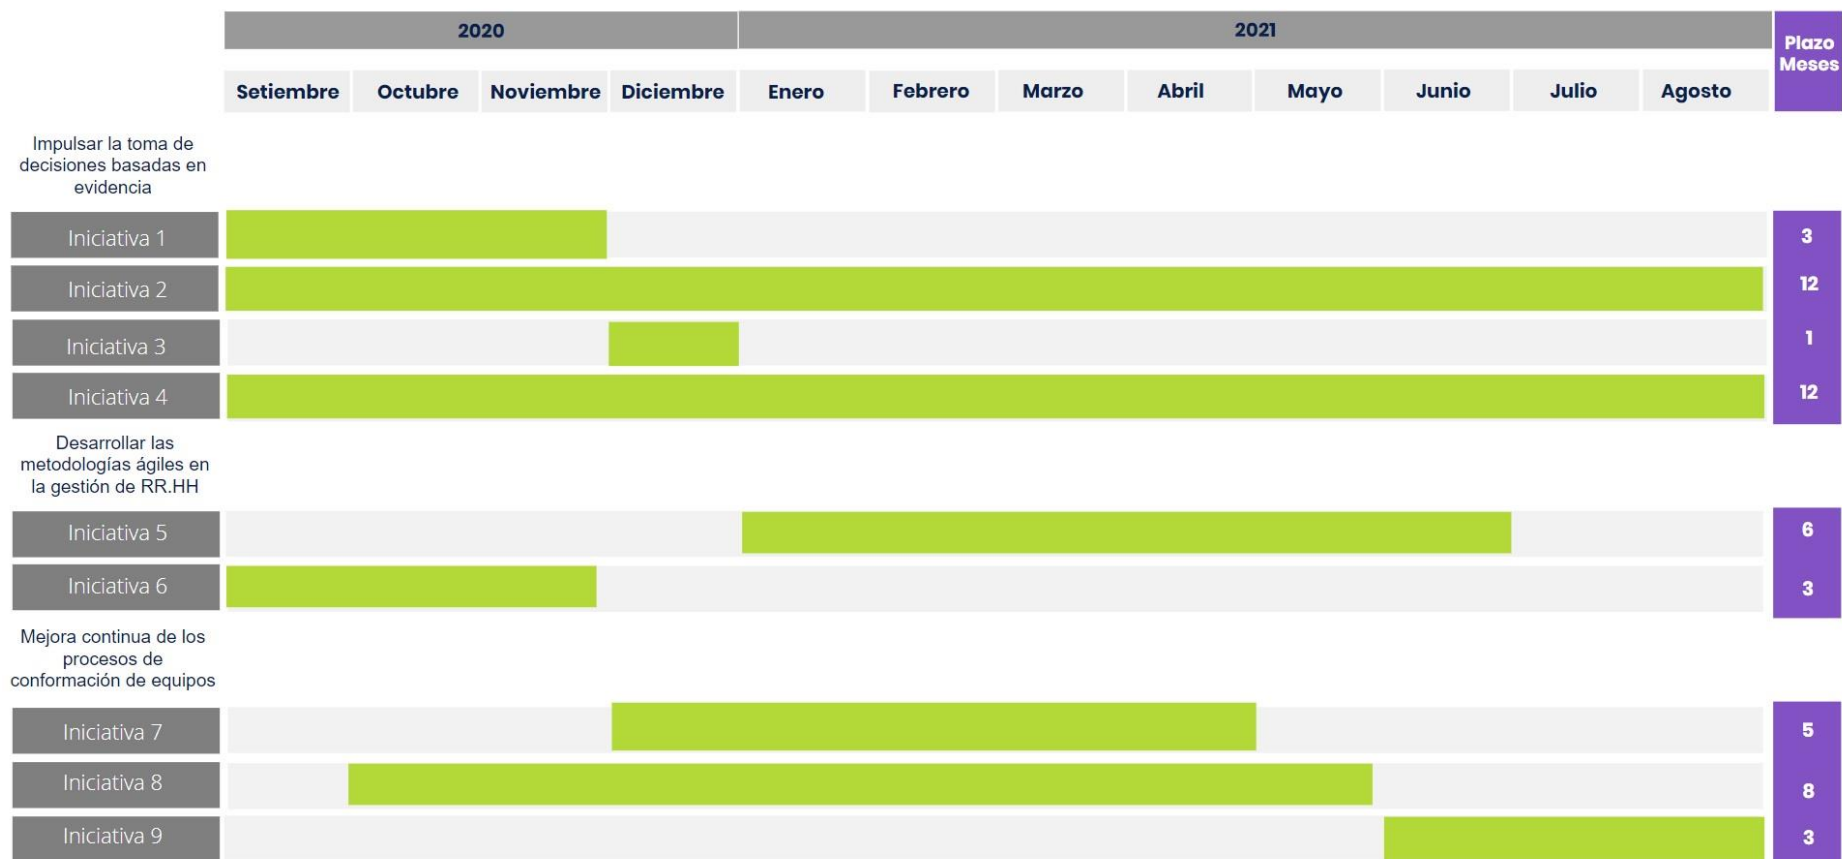 2020
2021
Plazo
Meses
Setiembre
Octubre
Noviembre
Diciembre
Enero
Febrero
Marzo
Abril
Mayo
Junio
Julio
Agosto
Impulsar la toma de
decisiones basadas en
evidencia
Iniciativa 1
3
Iniciativa 2
12
Iniciativa 3
1
Iniciativa 4
12
Desarrollar las
metodologías ágiles en
la gestión de RR.HH
Iniciativa 5
6
Iniciativa 6
3
Mejora continua de los
procesos de
conformación de equipos
Iniciativa 7
5
Iniciativa 8
8
Iniciativa 9
3